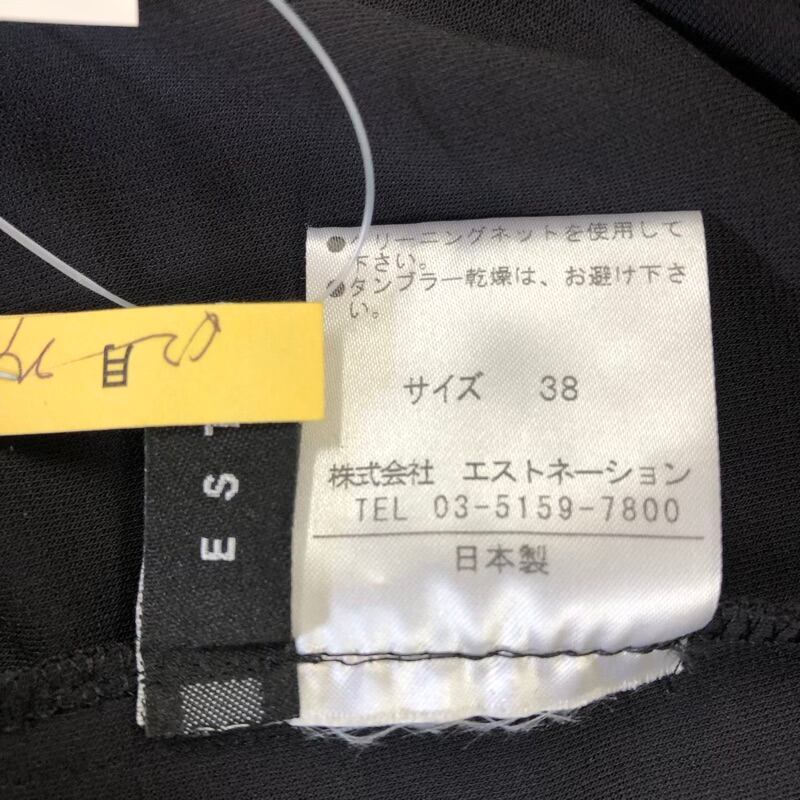 ●クリーニングネットを使用して
下さい。
●タンブラー乾燥は、お避け下さ
い。
サイズ 38
株式会社 エストネーション
TEL 03-5159-7800
日本製
EST